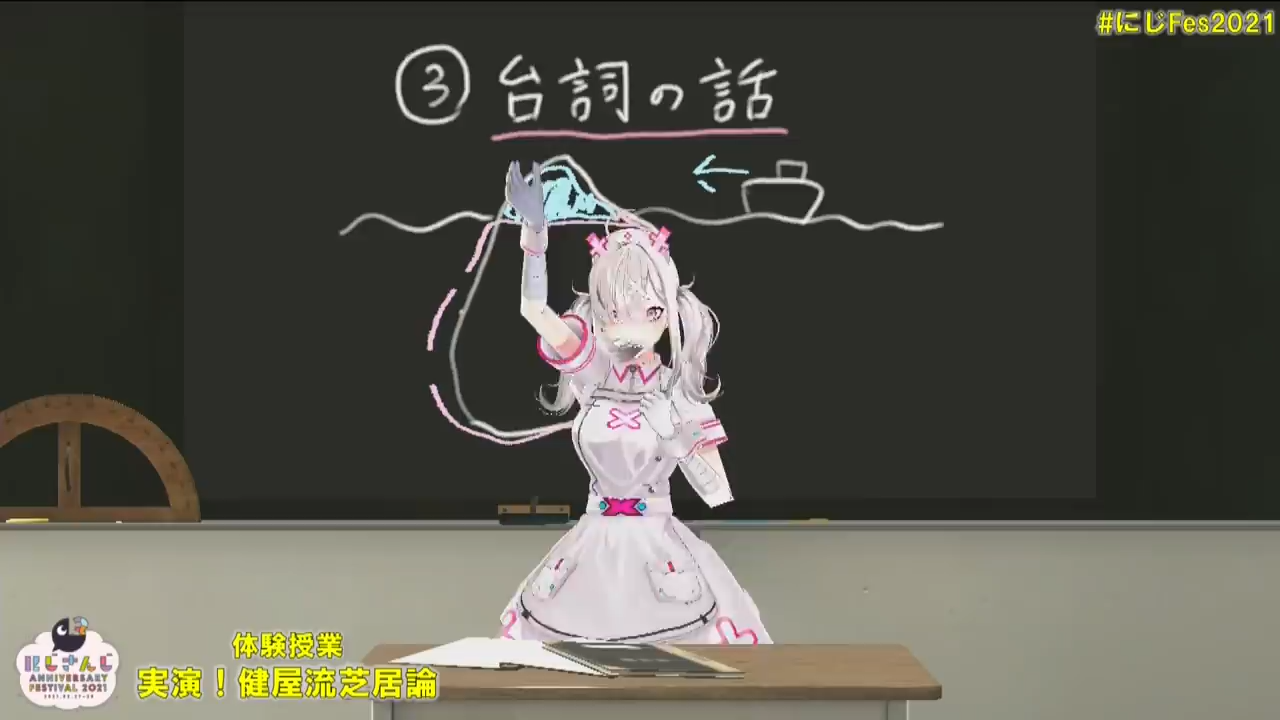 #にじFes2021
③ 台詞の話
にじさんじ
ANNIVERSARY
FESTIVAL 2021
体験授業
実演！健屋流芝居論